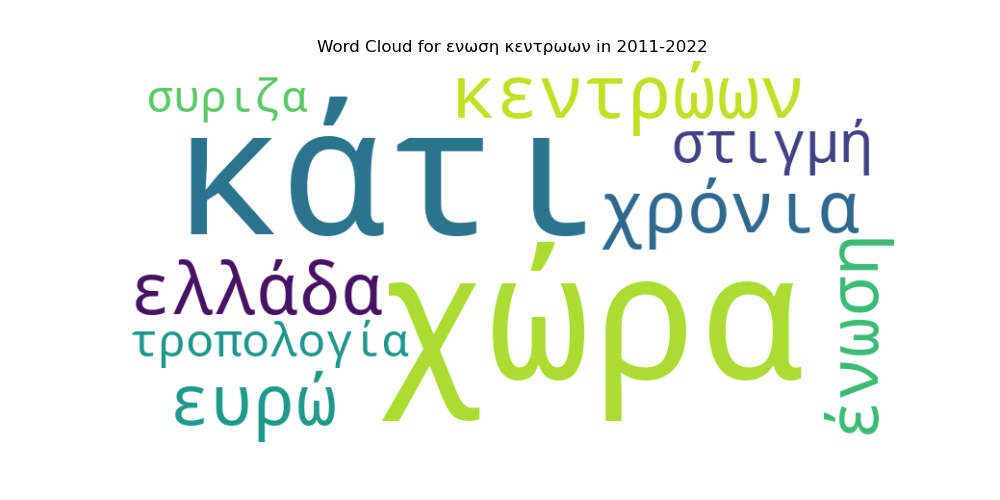 Word Cloud for ενωση κεντρωων in 2011-2022
συριζα
κεντρώων
κάτι
στιγμή
χρόνια
ελλάδα
χώρα
ένωση
τροπολογία
ευρώ